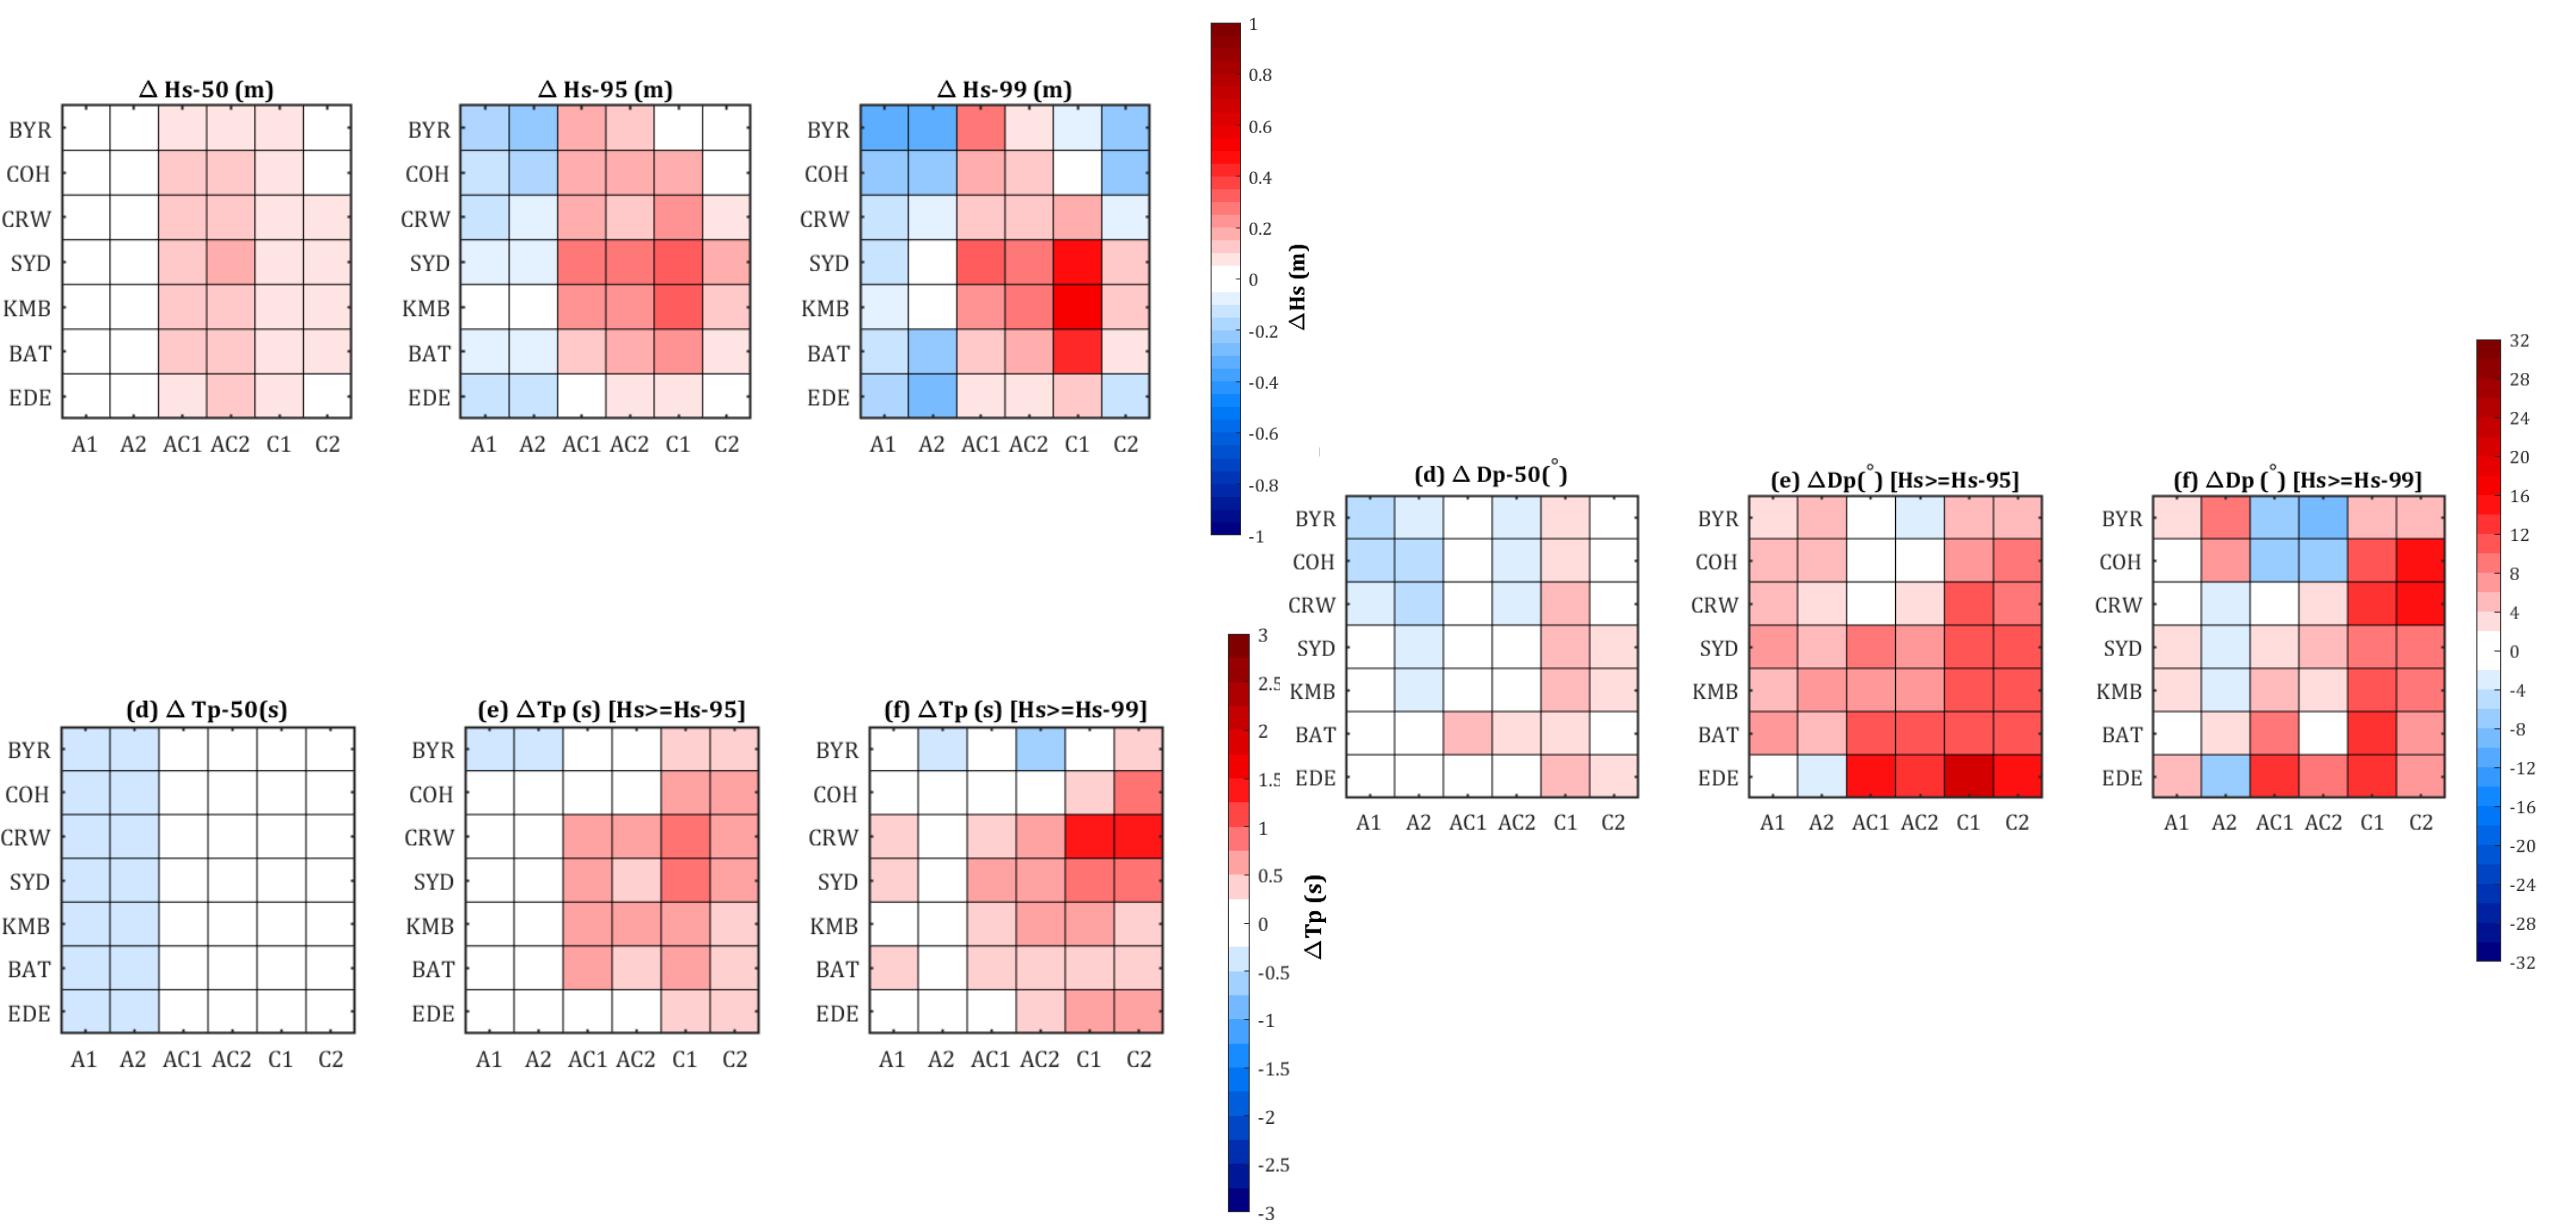 △ Hs-50 (m)
BYR
COH
CRW
SYD
KMB
BAT
EDE
A1 A2 AC1 AC2 C1 C2
△ Hs-95 (m)
BYR
COH
CRW
SYD
KMB
BAT
EDE
A1 A2 AC1 AC2 C1 C2
△ Hs-99 (m)
BYR
COH
CRW
SYD
KMB
BAT
EDE
A1 A2 AC1 AC2 C1 C2
1
0.8
0.6
0.4
0.2
0
-0.2
-0.4
-0.6
-0.8
-1
△Hs (m)
(d) △ Tp-50(s)
BYR
COH
CRW
SYD
KMB
BAT
EDE
A1 A2 AC1 AC2 C1 C2
(e) △Tp (s) [Hs>=Hs-95]
BYR
COH
CRW
SYD
KMB
BAT
EDE
A1 A2 AC1 AC2 C1 C2
(f) △Tp (s) [Hs>=Hs-99]
BYR
COH
CRW
SYD
KMB
BAT
EDE
A1 A2 AC1 AC2 C1 C2
3
2.5
2
1.5
1
0.5
0
-0.5
-1
-1.5
-2
-2.5
-3
△Tp (s)
(d) △ Dp-50(°)
BYR
COH
CRW
SYD
KMB
BAT
EDE
A1 A2 AC1 AC2 C1 C2
(e) △Dp(°) [Hs>=Hs-95]
BYR
COH
CRW
SYD
KMB
BAT
EDE
A1 A2 AC1 AC2 C1 C2
(f) △Dp (°) [Hs>=Hs-99]
BYR
COH
CRW
SYD
KMB
BAT
EDE
A1 A2 AC1 AC2 C1 C2
32
28
24
20
16
12
8
4
0
-4
-8
-12
-16
-20
-24
-28
-32